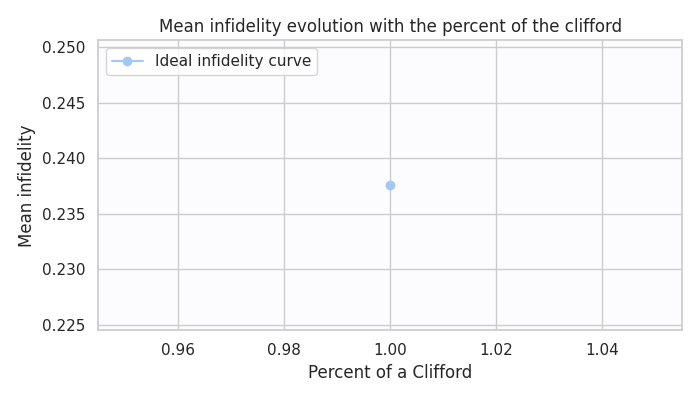 Mean infidelity evolution with the percent of the clifford
Ideal infidelity curve
Mean infidelity
0.250
0.245
0.240
0.235
0.230
0.225
0.96 0.98 1.00 1.02 1.04
Percent of a Clifford